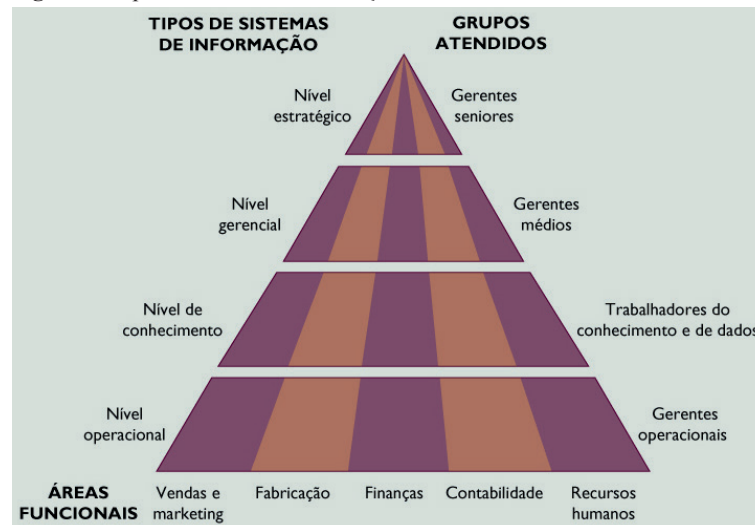 TIPOS DE SISTEMAS
DE INFORMAÇÃO
GRUPOS
ATENDIDOS
Nível
estratégico
Gerentes
seniores
Nível
gerencial
Gerentes
médios
Nível de
conhecimento
Trabalhadores do
conhecimento e de dados
Nível
operacional
Gerentes
operacionais
ÁREAS
FUNCIONAIS
Vendas e
marketing
Fabricação
Finanças
Contabilidade
Recursos
humanos